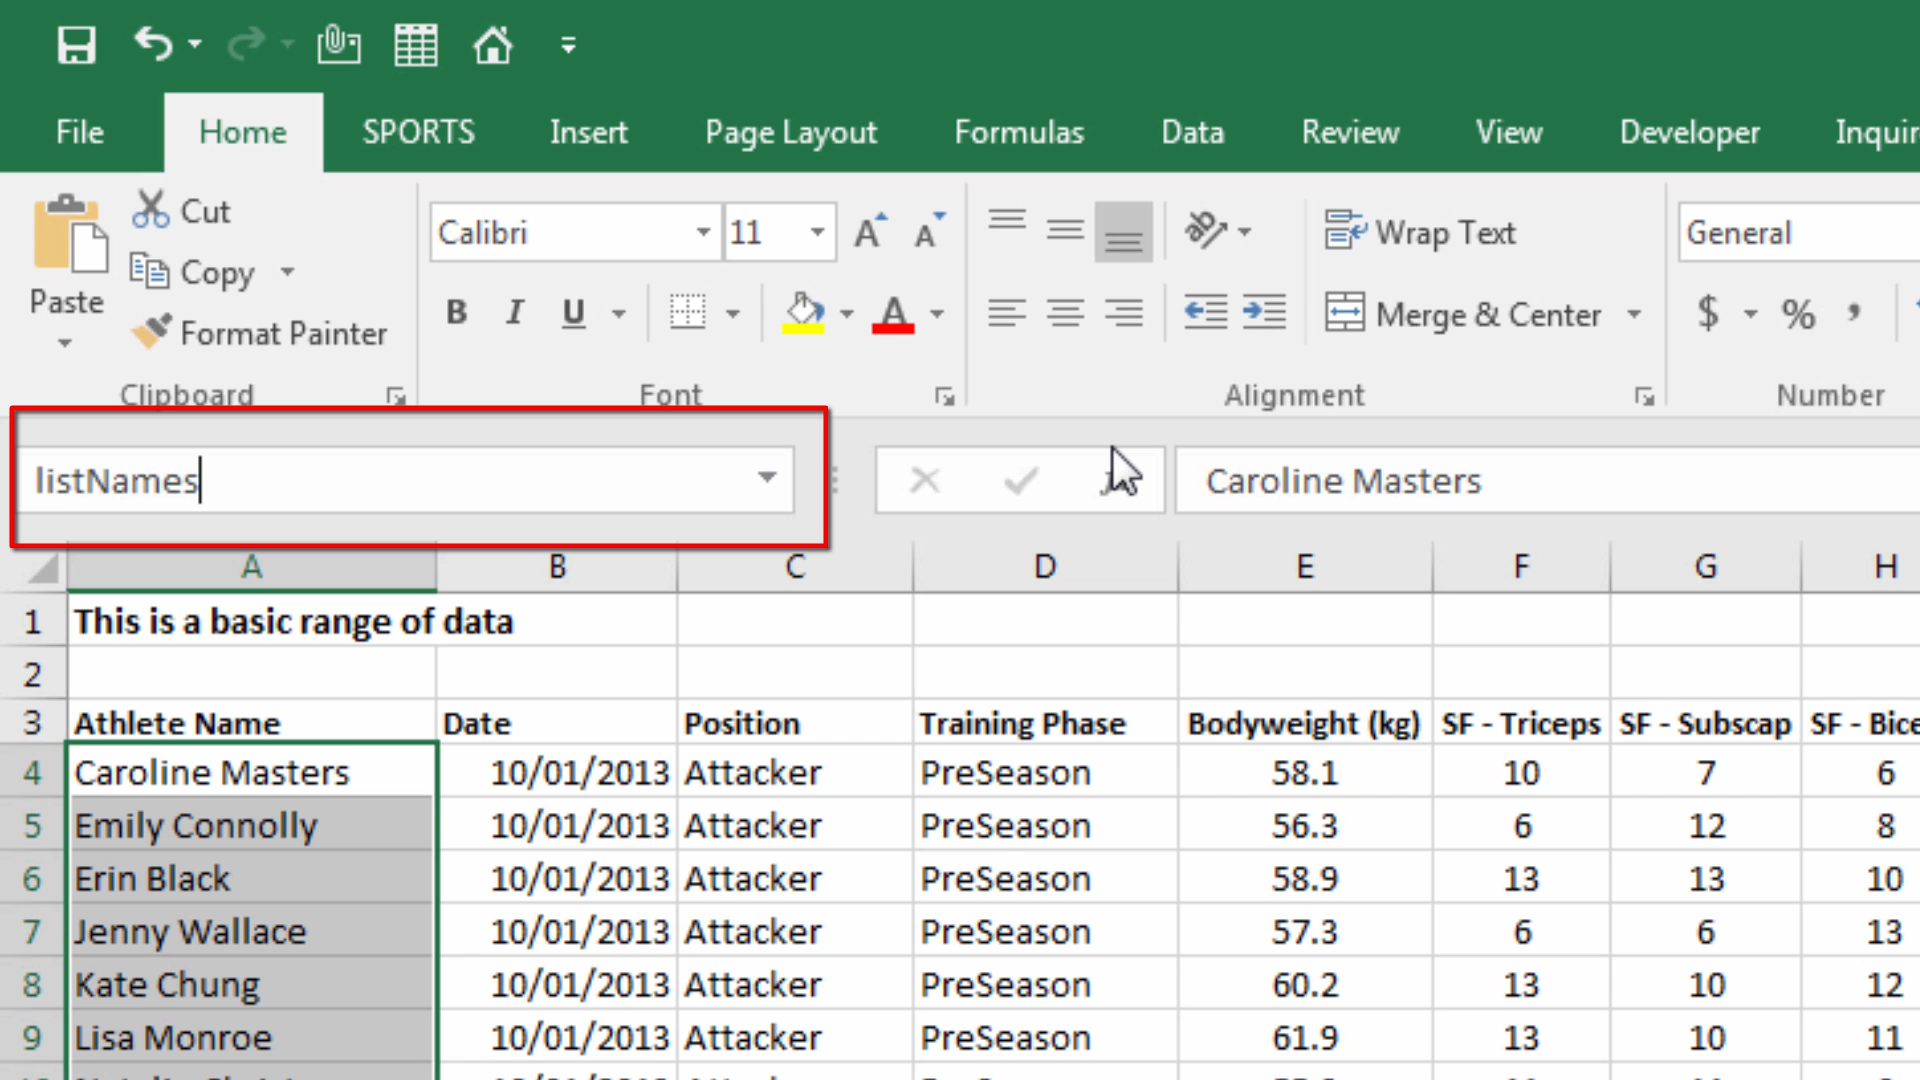 File Home SPORTS Insert Page Layout Formulas Data Review View Developer Inquir
Cut
Copy
Paste
Format Painter
Clipboard
Calibri 11
B I U
Font
Wrap Text
Merge & Center
Alignment
General
$ % ,
Number
listNames
Caroline Masters
A B C D E F G H
1 This is a basic range of data
2
3 Athlete Name Date Position Training Phase Bodyweight (kg) SF - Triceps SF - Subscap SF - Bice
4 Caroline Masters 10/01/2013 Attacker PreSeason 58.1 10 7 6
5 Emily Connolly 10/01/2013 Attacker PreSeason 56.3 6 12 8
6 Erin Black 10/01/2013 Attacker PreSeason 58.9 13 13 10
7 Jenny Wallace 10/01/2013 Attacker PreSeason 57.3 6 6 13
8 Kate Chung 10/01/2013 Attacker PreSeason 60.2 13 10 12
9 Lisa Monroe 10/01/2013 Attacker PreSeason 61.9 13 10 11